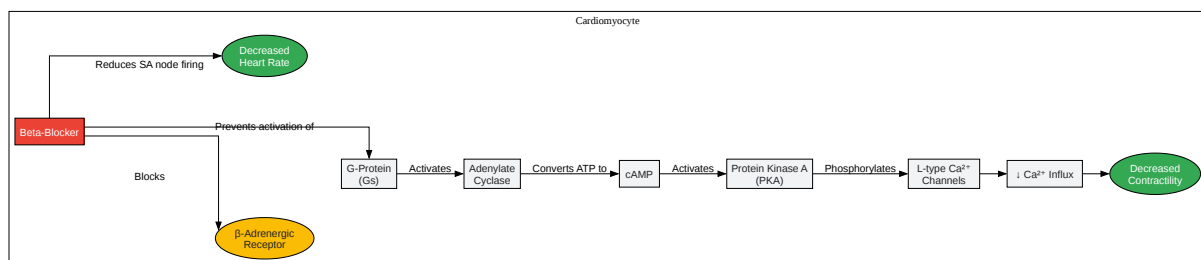 Cardiomyocyte
Decreased
Heart Rate
Reduces SA node firing
Beta-Blocker
Prevents activation of
Blocks
G-Protein
(Gs)
Activates
Adenylate
Cyclase
Converts ATP to
cAMP
Activates
Protein Kinase A
(PKA)
Phosphorylates
L-type Ca²⁺
Channels
↓ Ca²⁺ Influx
Decreased
Contractility
β-Adrenergic
Receptor